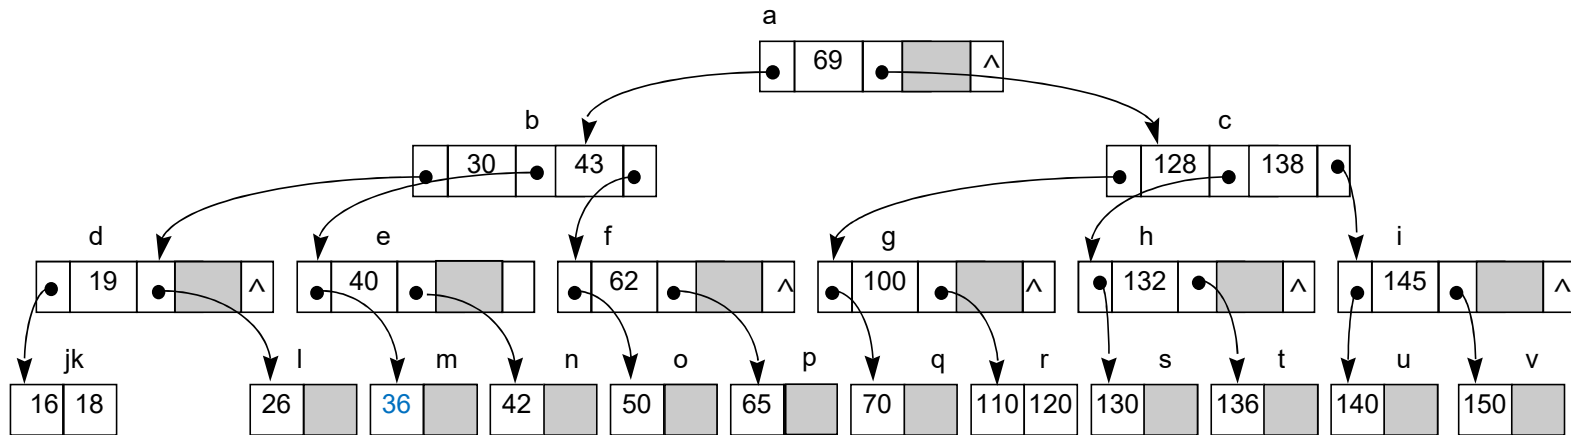 a
69 ^
b c
30 43 128 138
d e f g h i
19 ^ 40 62 ^ 100 ^ 132 ^ 145 ^
jk l m n o p q r s t u v
16 18 26 36 42 50 65 70 110 120 130 136 140 150